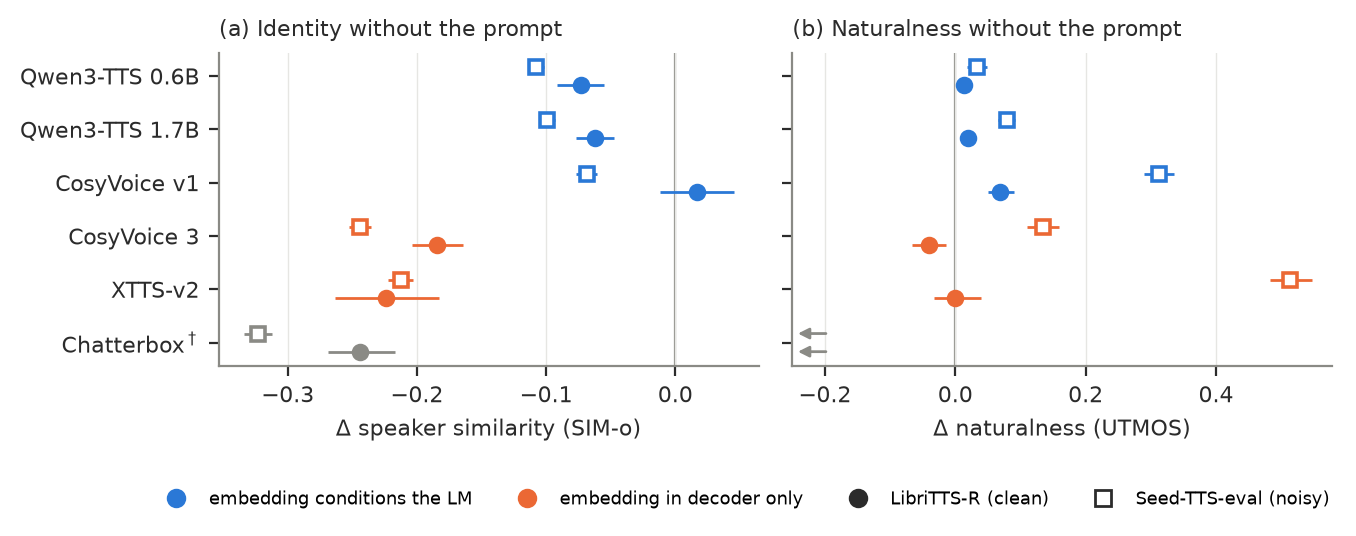 (a) Identity without the prompt
(b) Naturalness without the prompt
Qwen3-TTS 0.6B
Qwen3-TTS 1.7B
CosyVoice v1
CosyVoice 3
XTTS-v2
Chatterbox†
−0.3 −0.2 −0.1 0.0
−0.2 0.0 0.2 0.4
Δ speaker similarity (SIM-o)
Δ naturalness (UTMOS)
embedding conditions the LM
embedding in decoder only
LibriTTS-R (clean)
Seed-TTS-eval (noisy)